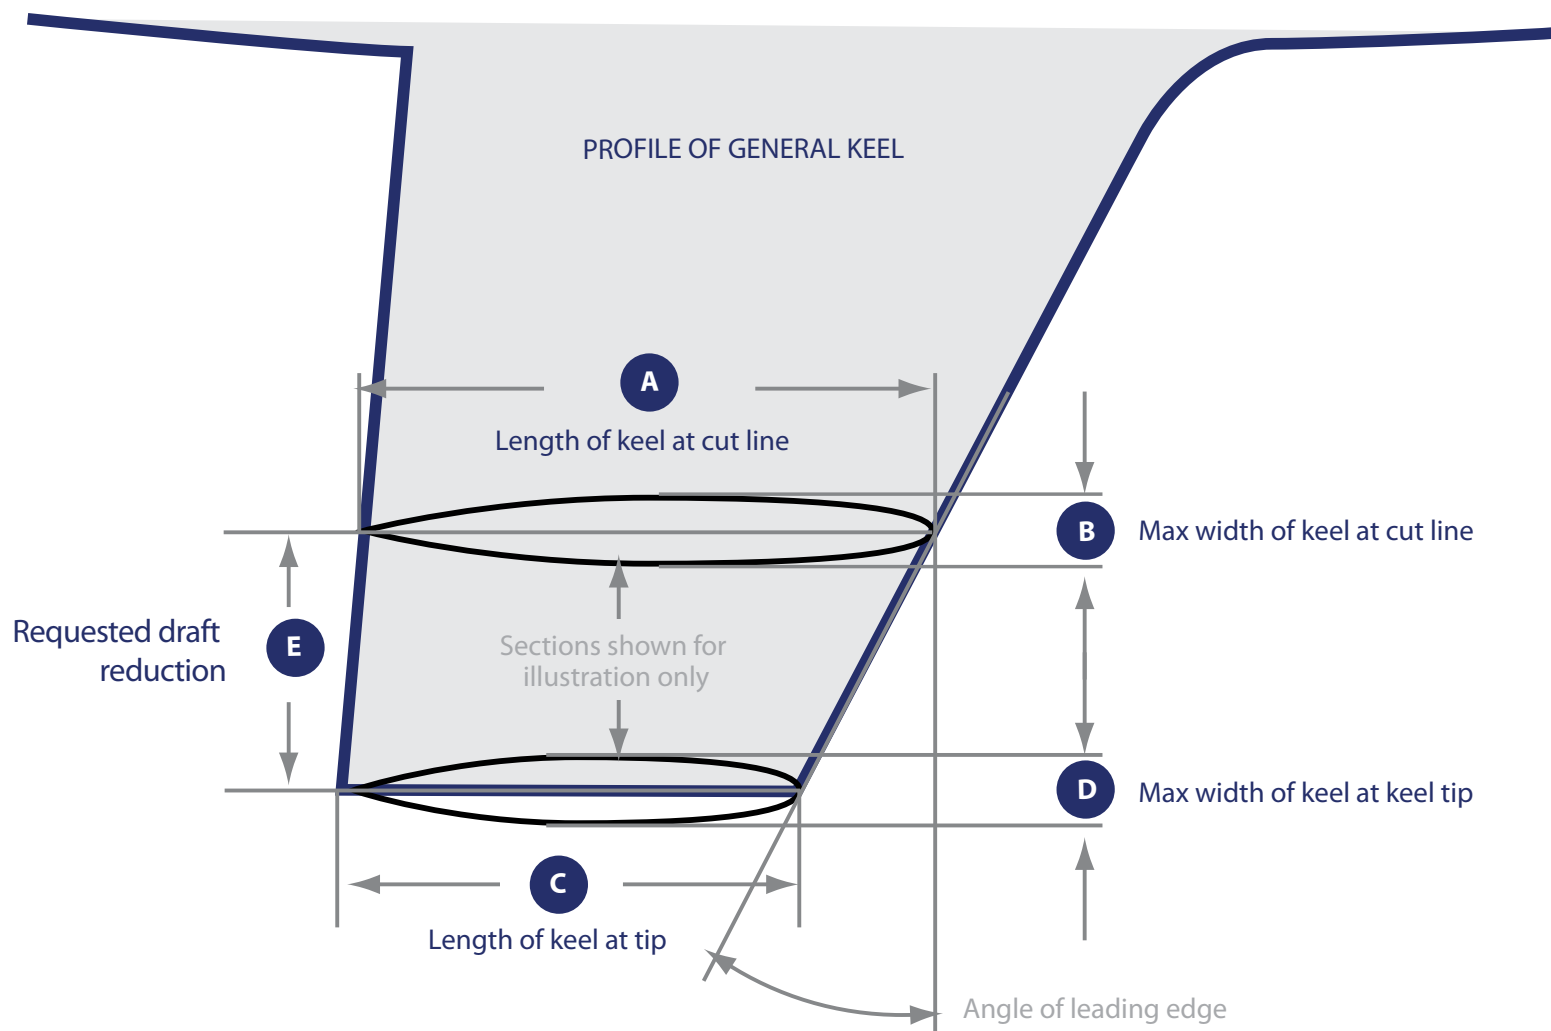 PROFILE OF GENERAL KEEL
A
Length of keel at cut line
B
Max width of keel at cut line
Requested draft
reduction
E
Sections shown for
illustration only
D
Max width of keel at keel tip
C
Length of keel at tip
Angle of leading edge